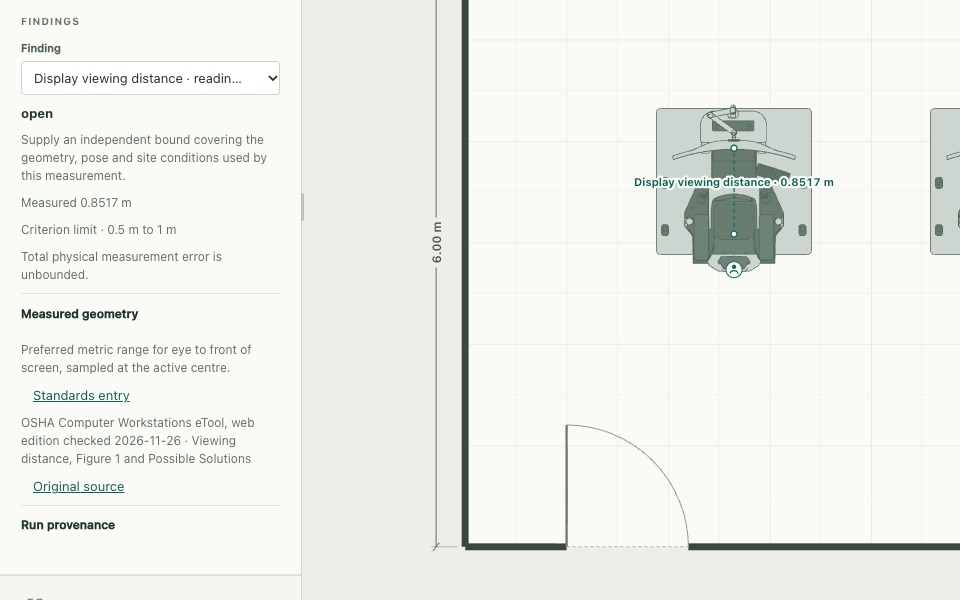 FINDINGS
Finding
Display viewing distance · readin...
open
Supply an independent bound covering the
geometry, pose and site conditions used by
this measurement.
Measured 0.8517 m
Criterion limit · 0.5 m to 1 m
Total physical measurement error is
unbounded.
Measured geometry
Preferred metric range for eye to front of
screen, sampled at the active centre.
Standards entry
OSHA Computer Workstations eTool, web
edition checked 2026-11-26 · Viewing
distance, Figure 1 and Possible Solutions
Original source
Run provenance
6.00 m
Display viewing distance · 0.8517 m